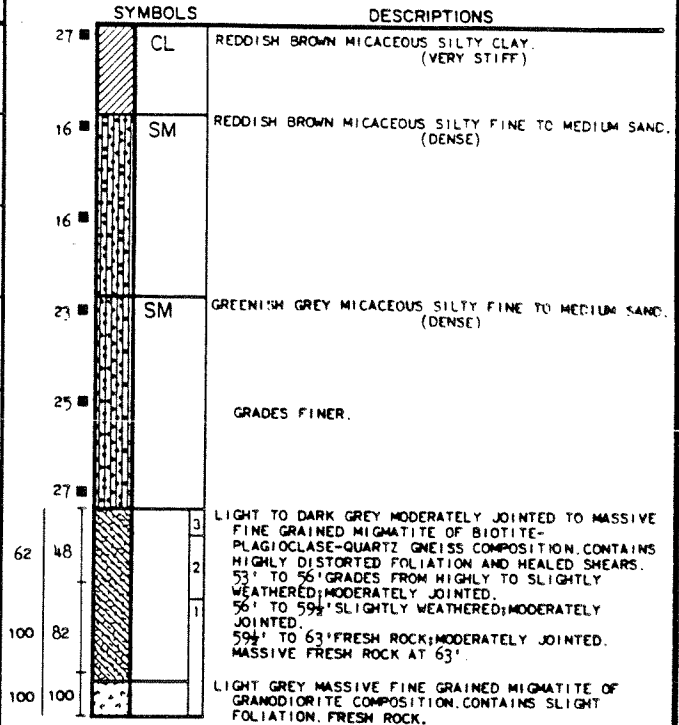 SYMBOLS DESCRIPTIONS
27 CL REDDISH BROWN MICACEOUS SILTY CLAY.
(VERY STIFF)
16 SM REDDISH BROWN MICACEOUS SILTY FINE TO MEDIUM SAND.
(DENSE)
16
23 SM GREENISH GREY MICACEOUS SILTY FINE TO MEDIUM SAND.
(DENSE)
25
GRADES FINER.
27
LIGHT TO DARK GREY MODERATELY JOINTED TO MASSIVE
3 FINE GRAINED MIGMATITE OF BIOTITE-
PLAGIOCLASE-QUARTZ GNEISS COMPOSITION. CONTAINS
62 48 2 HIGHLY DISTORTED FOLIATION AND HEALED SHEARS.
53' TO 56' GRADES FROM HIGHLY TO SLIGHTLY
WEATHERED; MODERATELY JOINTED.
1 56' TO 59½' SLIGHTLY WEATHERED; MODERATELY
JOINTED.
100 82 59½' TO 63' FRESH ROCK; MODERATELY JOINTED.
MASSIVE FRESH ROCK AT 63'.
LIGHT GREY MASSIVE FINE GRAINED MIGMATITE OF
100 100 GRANODIORITE COMPOSITION. CONTAINS SLIGHT
FOLIATION. FRESH ROCK.